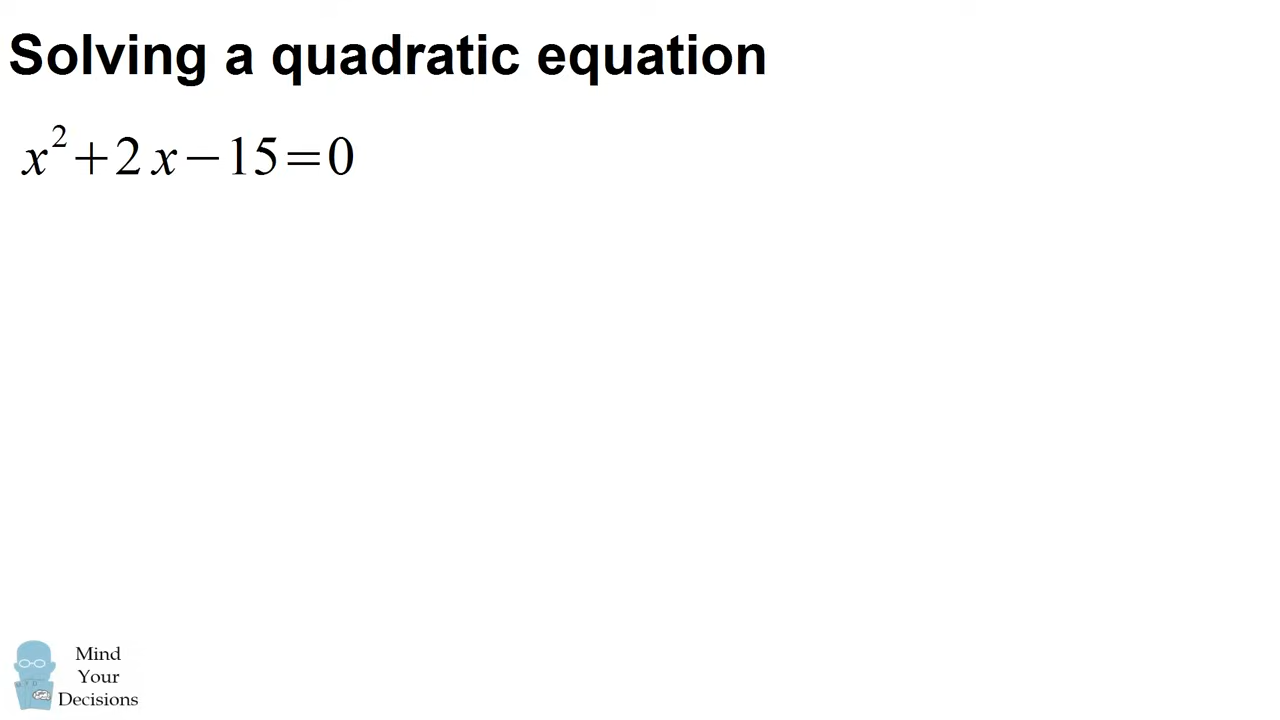 Solving a quadratic equation
x²+2x−15=0
Mind
Your
Decisions